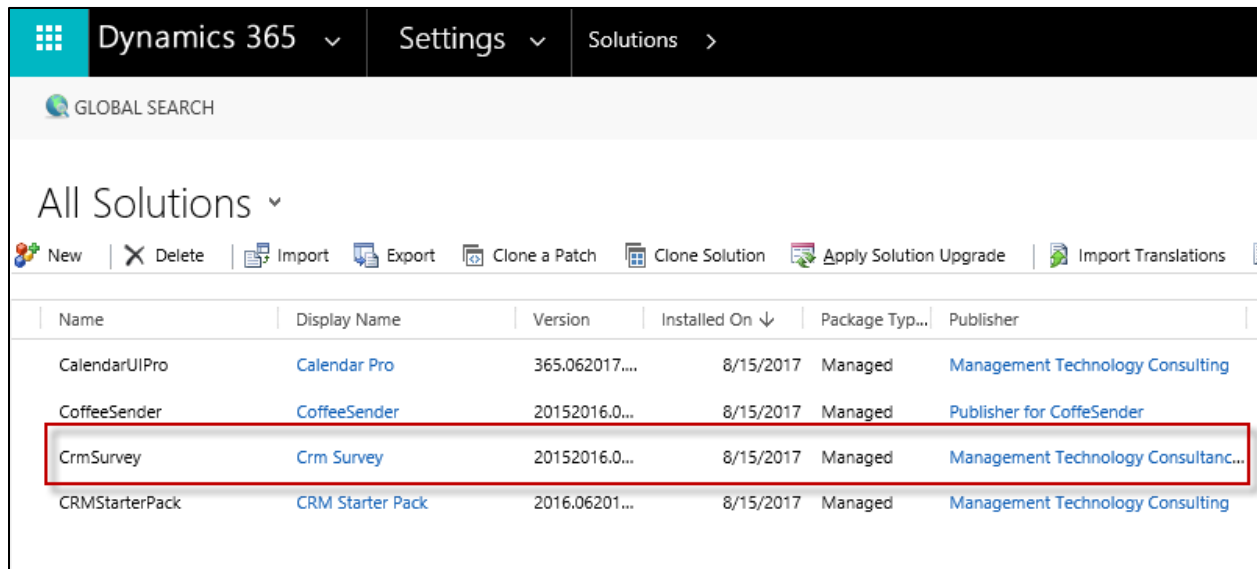 Dynamics 365 Settings Solutions
GLOBAL SEARCH
All Solutions
New Delete Import Export Clone a Patch Clone Solution Apply Solution Upgrade Import Translations
Name Display Name Version Installed On Package Typ... Publisher
CalendarUIPro Calendar Pro 365.062017.... 8/15/2017 Managed Management Technology Consulting
CoffeeSender CoffeeSender 20152016.0... 8/15/2017 Managed Publisher for CoffeSender
CrmSurvey Crm Survey 20152016.0... 8/15/2017 Managed Management Technology Consultanc...
CRMStarterPack CRM Starter Pack 2016.06201... 8/15/2017 Managed Management Technology Consulting